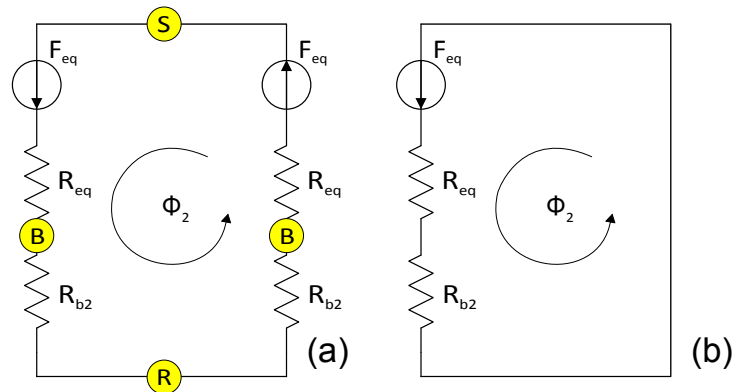 S
F_eq
F_eq
F_eq
R_eq
Φ_2
R_eq
R_eq
Φ_2
B
B
R_b2
R_b2
R_b2
R
(a)
(b)